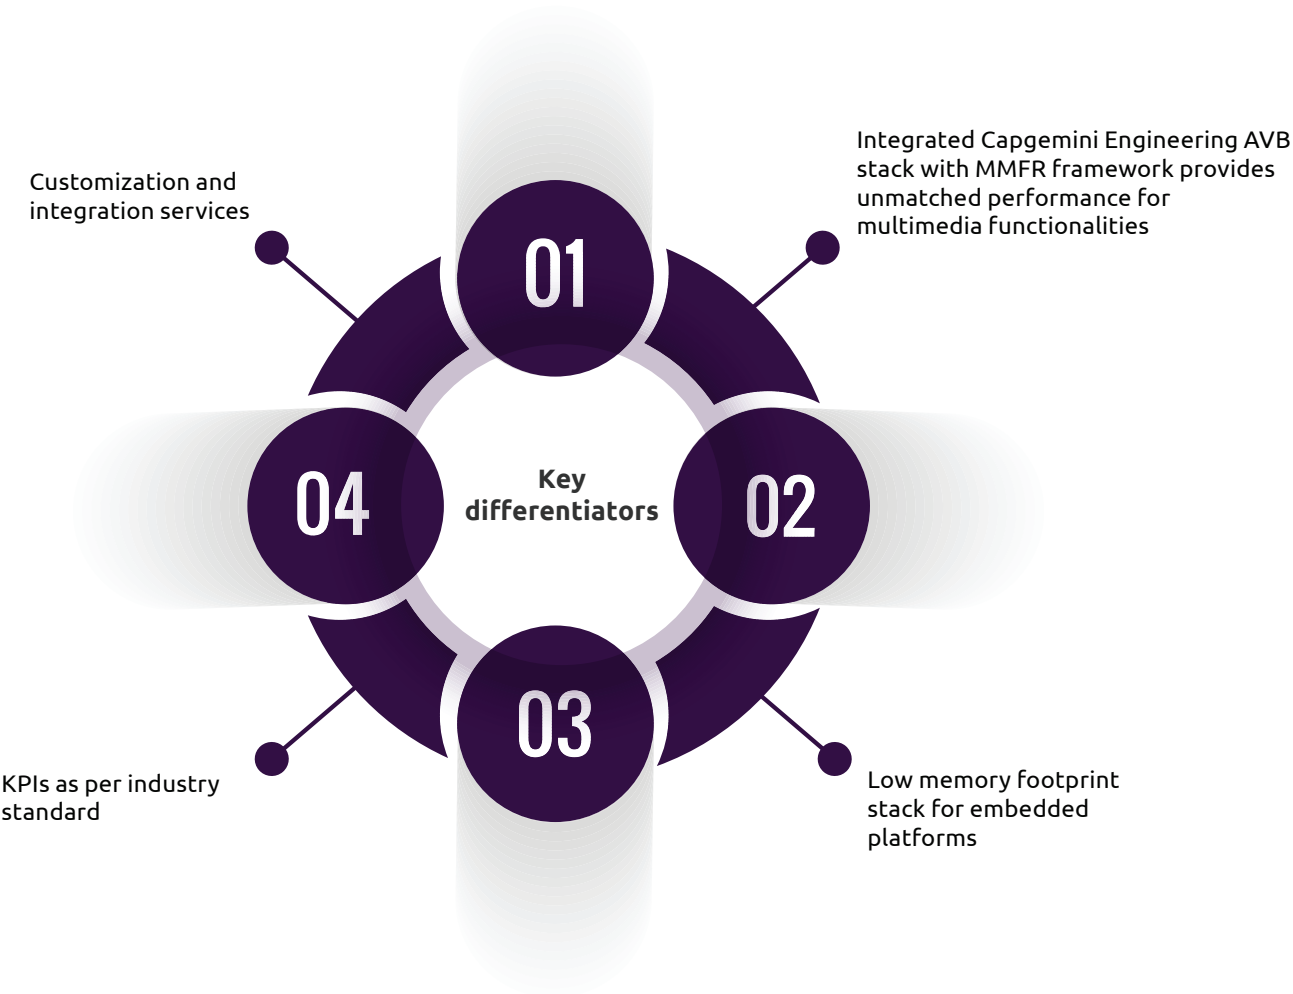 Key
differentiators
01
Integrated Capgemini Engineering AVB
stack with MMFR framework provides
unmatched performance for
multimedia functionalities
02
Low memory footprint
stack for embedded
platforms
03
KPIs as per industry
standard
04
Customization and
integration services